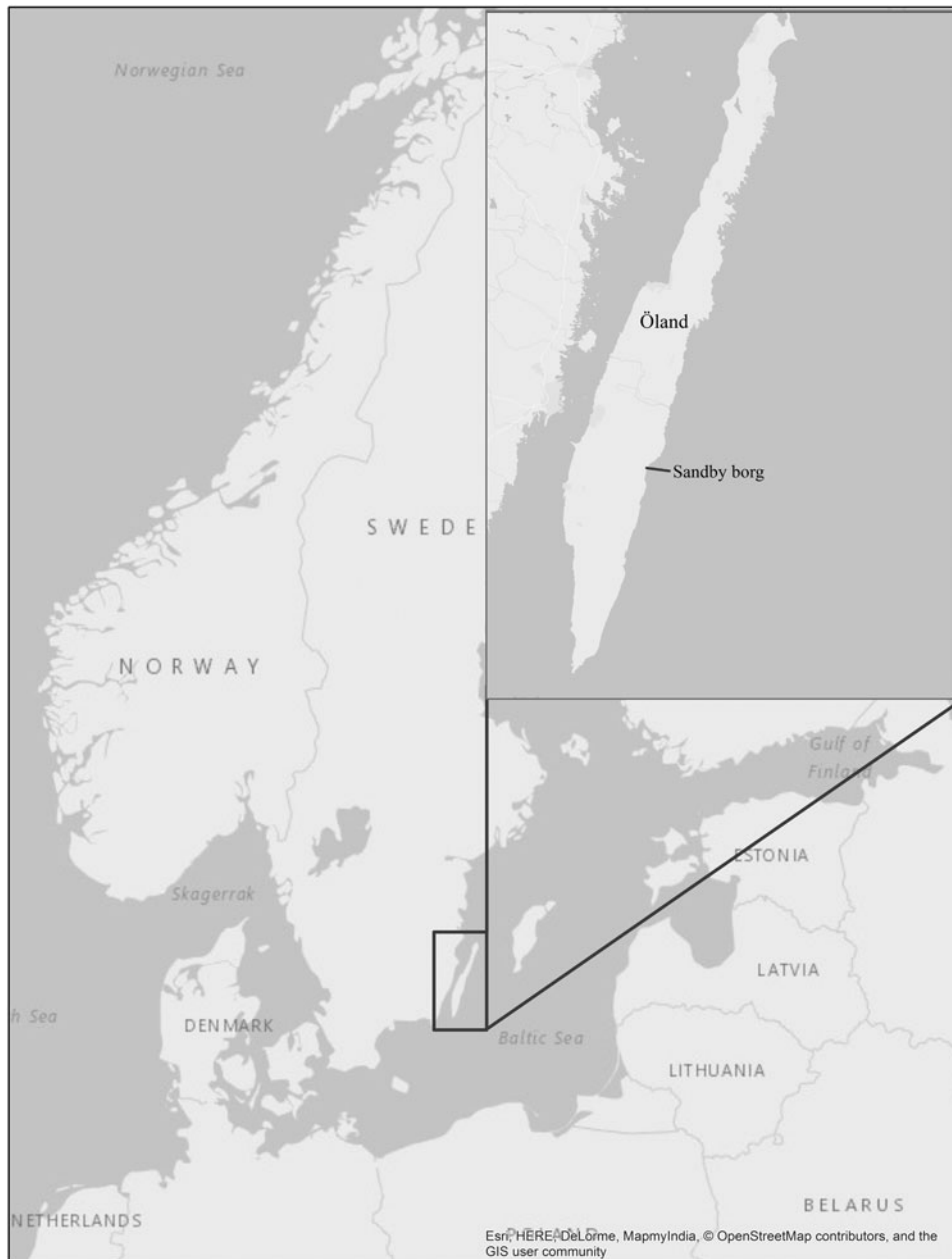 Norwegian Sea
Öland
Sandby borg
SWEDE
NORWAY
Gulf of
Finland
ESTONIA
Skagerrak
LATVIA
h Sea
DENMARK
Baltic Sea
LITHUANIA
BELARUS
NETHERLANDS
POLAND
Esri, HERE, DeLorme, MapmyIndia, © OpenStreetMap contributors, and the
GIS user community